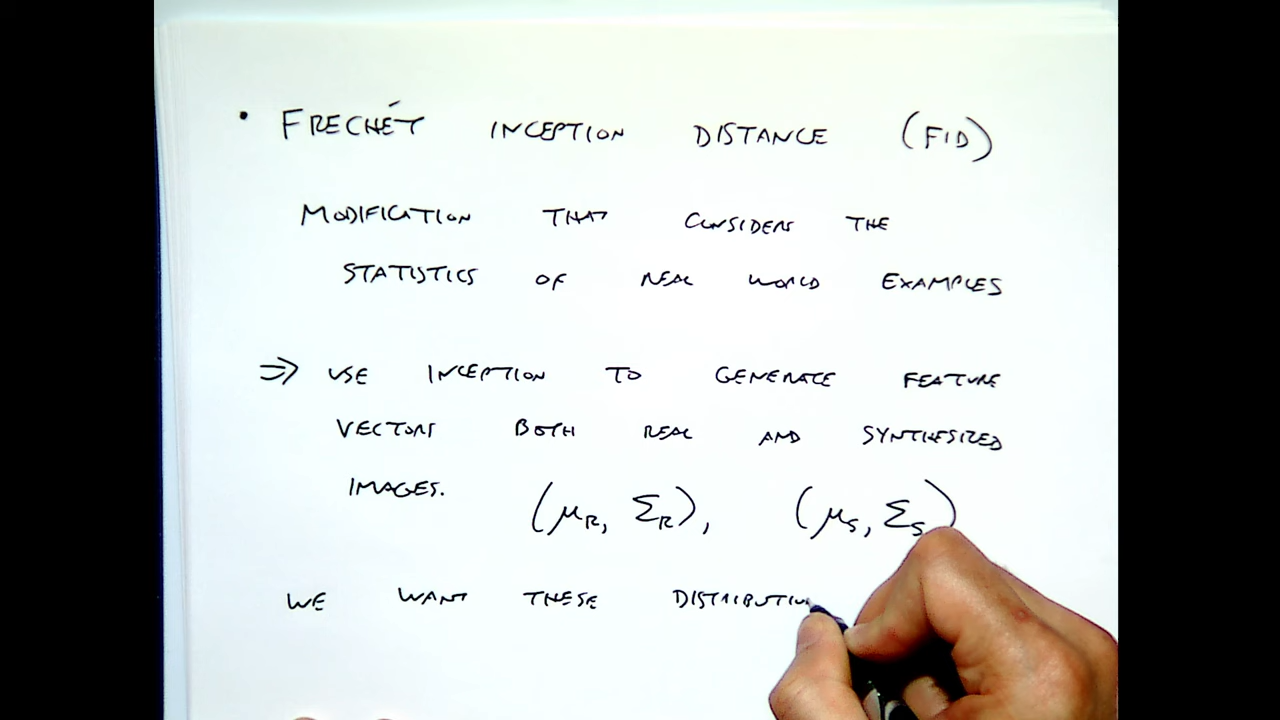 • FRECHÉT INCEPTION DISTANCE (FID)
MODIFICATION THAT CONSIDERS THE
STATISTICS OF REAL WORLD EXAMPLES
⇒ USE INCEPTION TO GENERATE FEATURE
VECTORS BOTH REAL AND SYNTHESIZED
IMAGES. (μR, ΣR), (μS, ΣS)
WE WANT THESE DISTRIBUTION